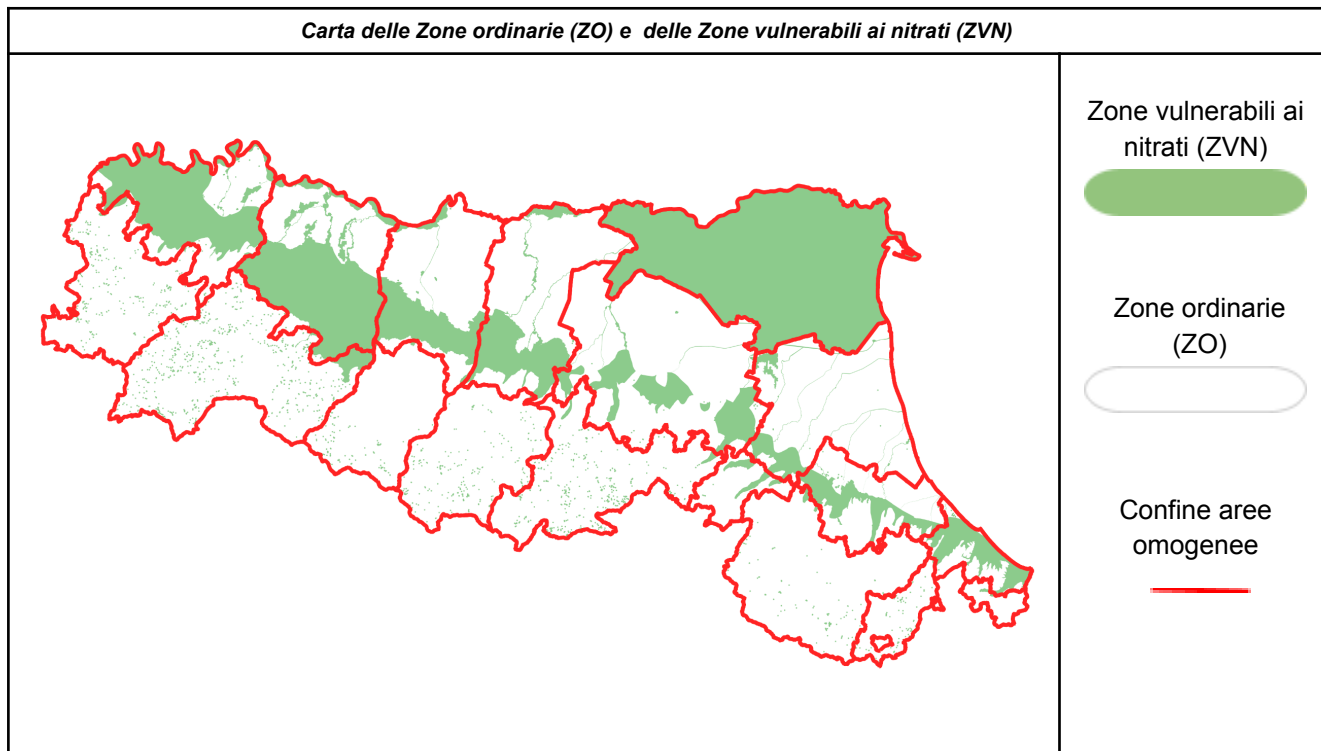 Carta delle Zone ordinarie (ZO) e delle Zone vulnerabili ai nitrati (ZVN)
Zone vulnerabili ai
nitrati (ZVN)
Zone ordinarie
(ZO)
Confine aree
omogenee